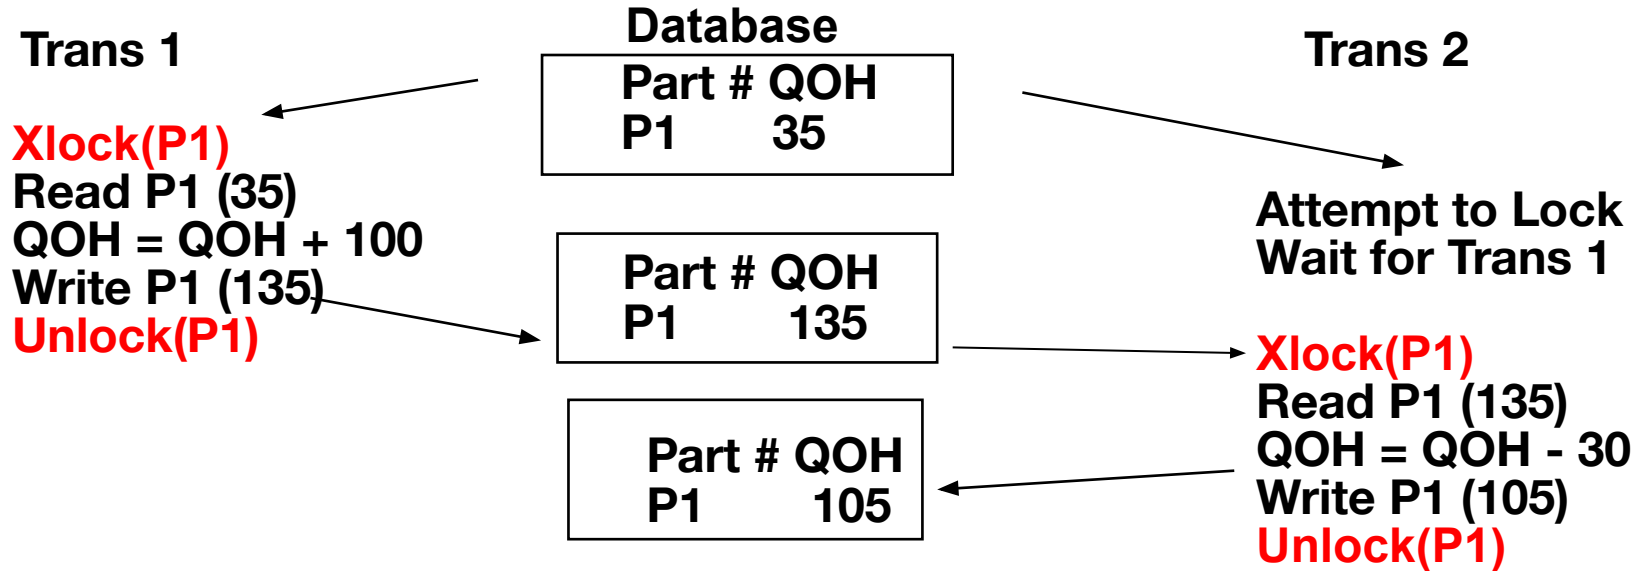 Trans 1
Xlock(P1)
Read P1 (35)
QOH = QOH + 100
Write P1 (135)
Unlock(P1)
Database
Part # QOH
P1 35
Part # QOH
P1 135
Part # QOH
P1 105
Trans 2
Attempt to Lock
Wait for Trans 1
Xlock(P1)
Read P1 (135)
QOH = QOH - 30
Write P1 (105)
Unlock(P1)